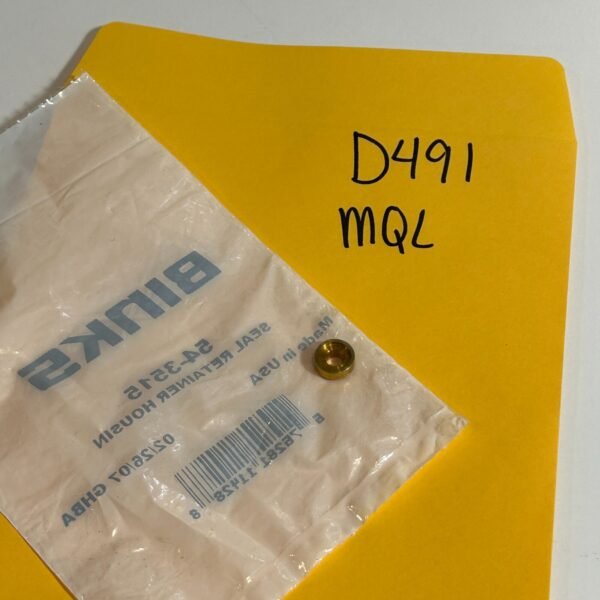 D491
MQL
BINKS
54-3515
SEAL RETAINER HOUSIN
Made in USA
02/26/07 GHBA